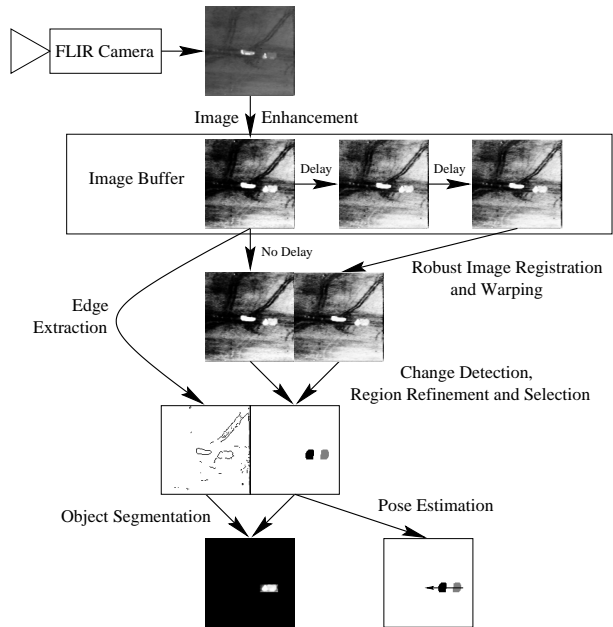 FLIR Camera
Image Enhancement
Image Buffer
Delay
Delay
No Delay
Robust Image Registration
and Warping
Edge
Extraction
Change Detection,
Region Refinement and Selection
Object Segmentation
Pose Estimation